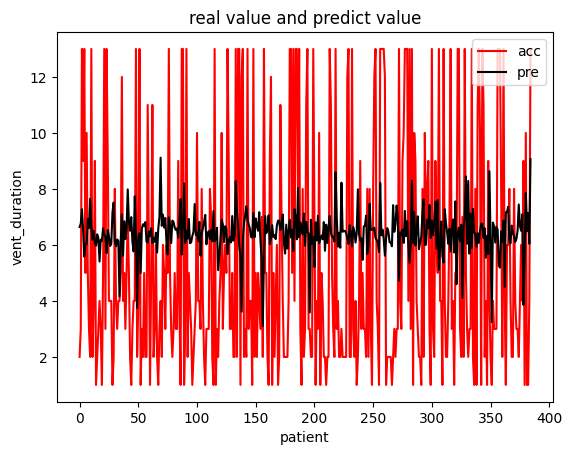 real value and predict value
acc
pre
vent_duration
12
10
8
6
4
2
0 50 100 150 200 250 300 350 400
patient